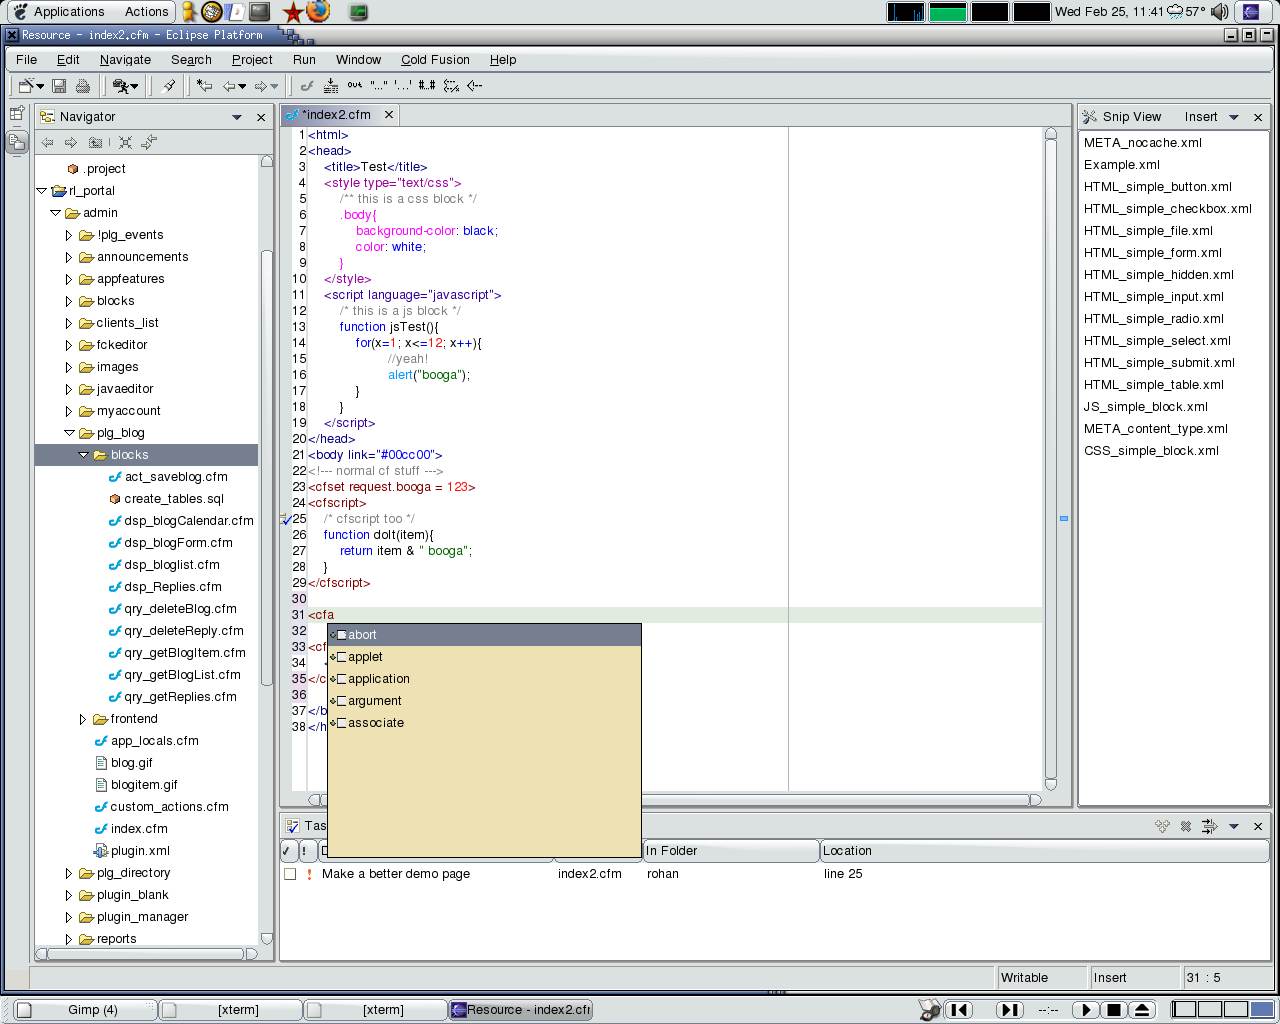 Applications Actions
Wed Feb 25, 11:41 57°
Resource - index2.cfm - Eclipse Platform
File Edit Navigate Search Project Run Window Cold Fusion Help
out "..." '...' #..#
Navigator
.project
rl_portal
admin
!plg_events
announcements
appfeatures
blocks
clients_list
fckeditor
images
javaeditor
myaccount
plg_blog
blocks
act_saveblog.cfm
create_tables.sql
dsp_blogCalendar.cfm
dsp_blogForm.cfm
dsp_bloglist.cfm
dsp_Replies.cfm
qry_deleteBlog.cfm
qry_deleteReply.cfm
qry_getBlogItem.cfm
qry_getBlogList.cfm
qry_getReplies.cfm
frontend
app_locals.cfm
blog.gif
blogitem.gif
custom_actions.cfm
index.cfm
plugin.xml
plg_directory
plugin_blank
plugin_manager
reports
*index2.cfm
1 <html>
2 <head>
3 <title>Test</title>
4 <style type="text/css">
5 /** this is a css block */
6 .body{
7 background-color: black;
8 color: white;
9 }
10 </style>
11 <script language="javascript">
12 /* this is a js block */
13 function jsTest(){
14 for(x=1; x<=12; x++){
15 //yeah!
16 alert("booga");
17 }
18 }
19 </script>
20 </head>
21 <body link="#00cc00">
22 <!--- normal cf stuff --->
23 <cfset request.booga = 123>
24 <cfscript>
25 /* cfscript too */
26 function doIt(item){
27 return item & " booga";
28 }
29 </cfscript>
30
31 <cfa
32
33 <cf
34
35 </c
36
37 </b
38 </h
abort
applet
application
argument
associate
Snip View Insert
META_nocache.xml
Example.xml
HTML_simple_button.xml
HTML_simple_checkbox.xml
HTML_simple_file.xml
HTML_simple_form.xml
HTML_simple_hidden.xml
HTML_simple_input.xml
HTML_simple_radio.xml
HTML_simple_select.xml
HTML_simple_submit.xml
HTML_simple_table.xml
JS_simple_block.xml
META_content_type.xml
CSS_simple_block.xml
Tas
! In Folder Location
! Make a better demo page index2.cfm rohan line 25
Writable Insert 31 : 5
Gimp (4) [xterm] [xterm] Resource - index2.cfr --:--